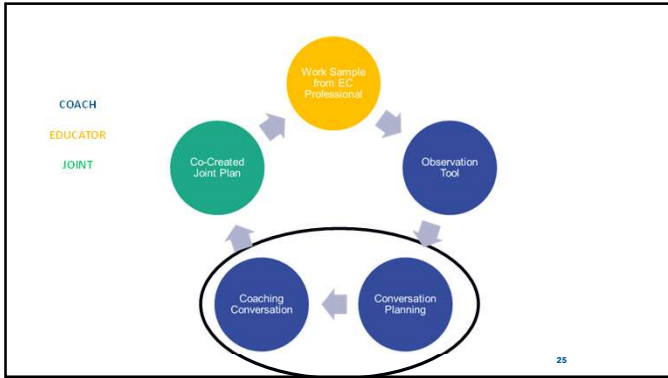 COACH
EDUCATOR
JOINT
Work Sample
from EC
Professional
Observation
Tool
Conversation
Planning
Coaching
Conversation
Co-Created
Joint Plan
25